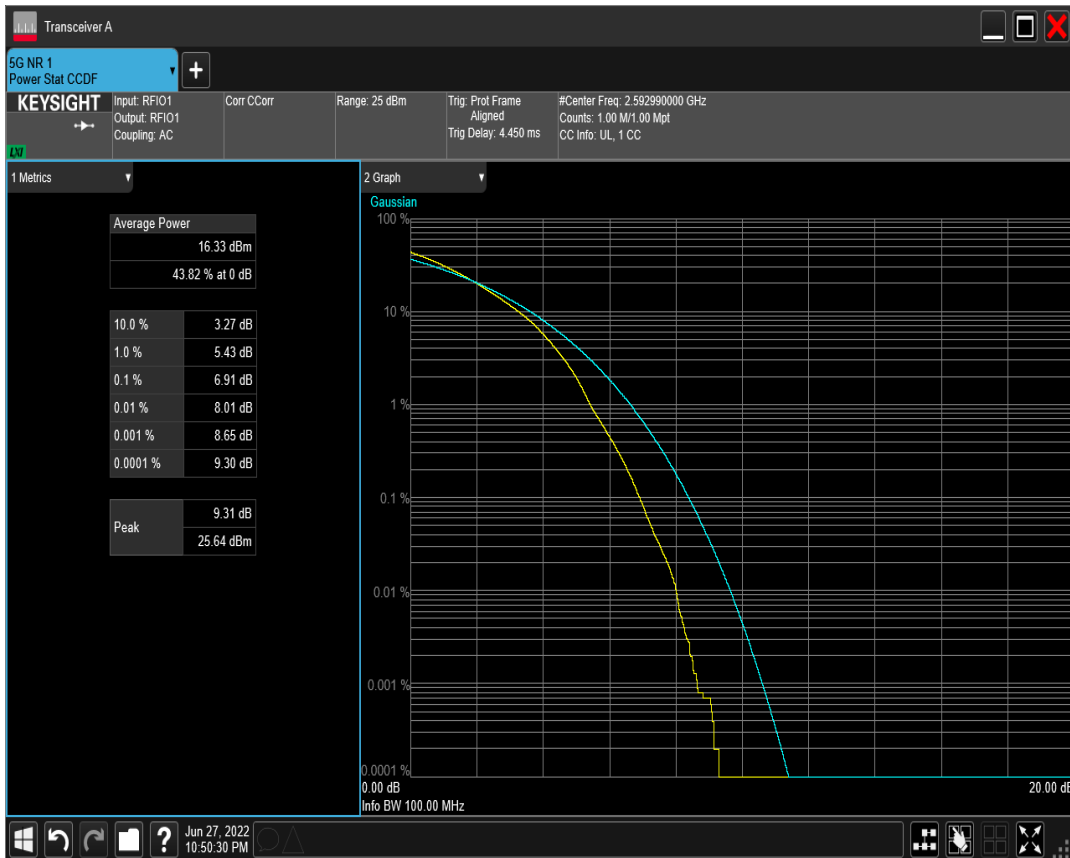 Transceiver A
5G NR 1
Power Stat CCDF
+
KEYSIGHT
LXI
Input: RFIO1
Output: RFIO1
Coupling: AC
Corr CCorr
Range: 25 dBm
Trig: Prot Frame
Aligned
Trig Delay: 4.450 ms
#Center Freq: 2.592990000 GHz
Counts: 1.00 M/1.00 Mpt
CC Info: UL, 1 CC
1 Metrics
Average Power
16.33 dBm
43.82 % at 0 dB
10.0 % 3.27 dB
1.0 % 5.43 dB
0.1 % 6.91 dB
0.01 % 8.01 dB
0.001 % 8.65 dB
0.0001 % 9.30 dB
Peak
9.31 dB
25.64 dBm
2 Graph
Gaussian
100 %
10 %
1 %
0.1 %
0.01 %
0.001 %
0.0001 %
0.00 dB 20.00 dB
Info BW 100.00 MHz
?
Jun 27, 2022
10:50:30 PM